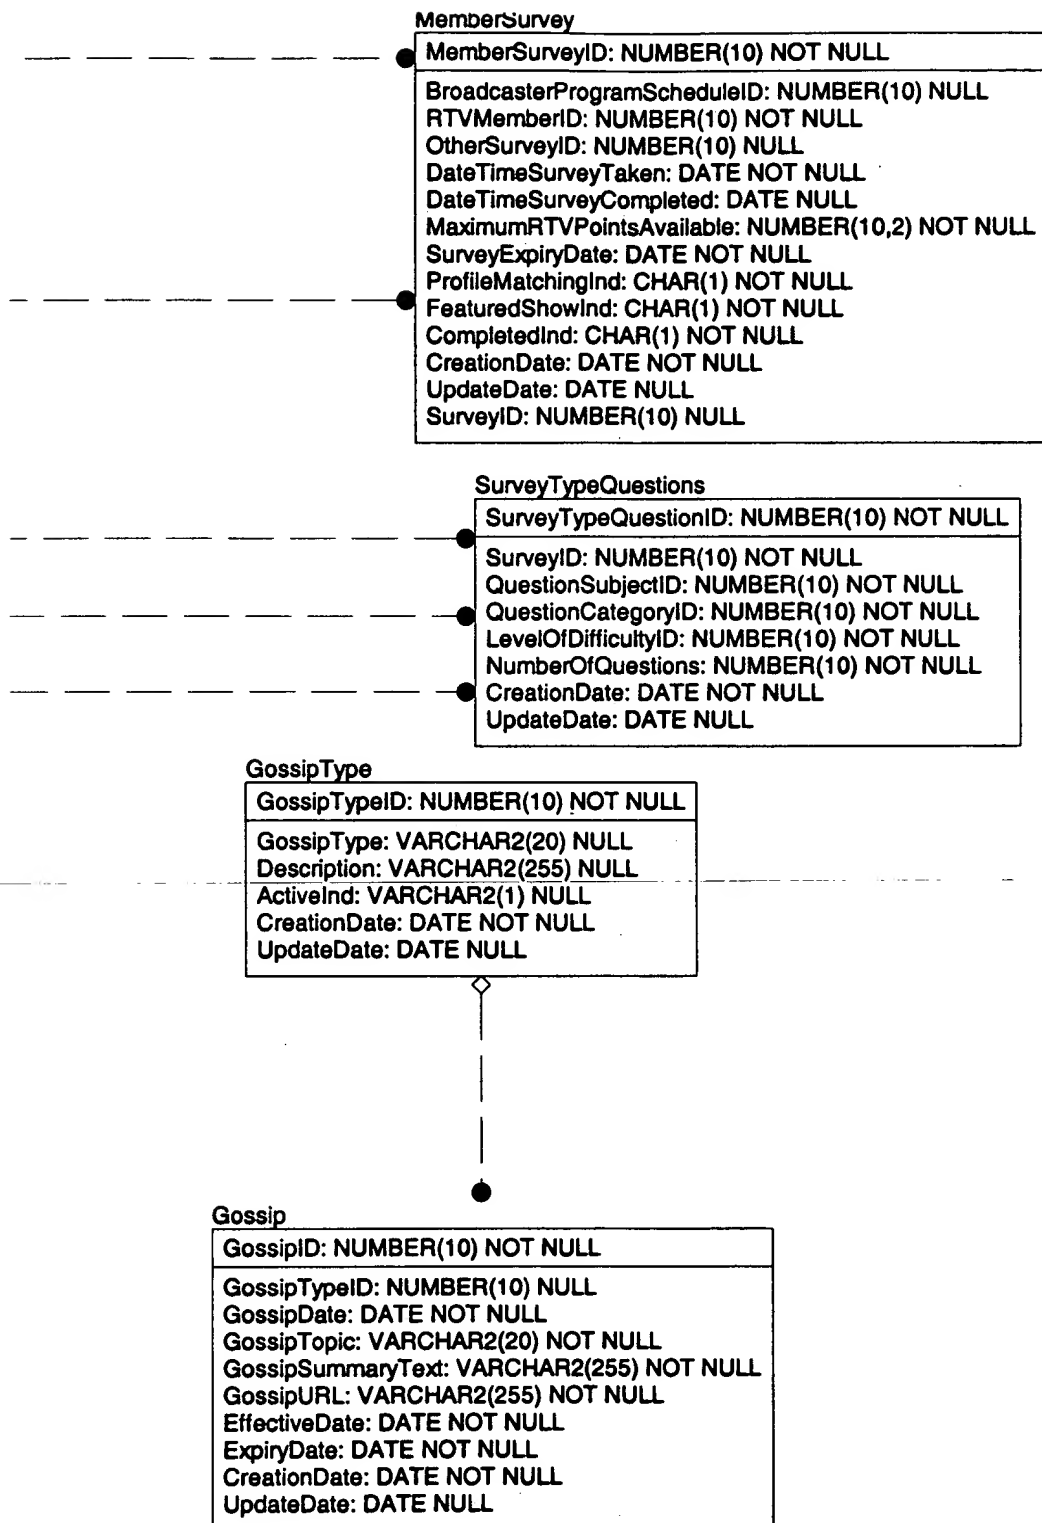 MemberSurvey
MemberSurveyID: NUMBER(10) NOT NULL
BroadcasterProgramScheduleID: NUMBER(10) NULL
RTVMemberID: NUMBER(10) NOT NULL
OtherSurveyID: NUMBER(10) NULL
DateTimeSurveyTaken: DATE NOT NULL
DateTimeSurveyCompleted: DATE NULL
MaximumRTVPointsAvailable: NUMBER(10,2) NOT NULL
SurveyExpiryDate: DATE NOT NULL
ProfileMatchingInd: CHAR(1) NOT NULL
FeaturedShowInd: CHAR(1) NOT NULL
CompletedInd: CHAR(1) NOT NULL
CreationDate: DATE NOT NULL
UpdateDate: DATE NULL
SurveyID: NUMBER(10) NULL
SurveyTypeQuestions
SurveyTypeQuestionID: NUMBER(10) NOT NULL
SurveyID: NUMBER(10) NOT NULL
QuestionSubjectID: NUMBER(10) NOT NULL
QuestionCategoryID: NUMBER(10) NOT NULL
LevelOfDifficultyID: NUMBER(10) NOT NULL
NumberOfQuestions: NUMBER(10) NOT NULL
CreationDate: DATE NOT NULL
UpdateDate: DATE NULL
GossipType
GossipTypeID: NUMBER(10) NOT NULL
GossipType: VARCHAR2(20) NULL
Description: VARCHAR2(255) NULL
ActiveInd: VARCHAR2(1) NULL
CreationDate: DATE NOT NULL
UpdateDate: DATE NULL
Gossip
GossipID: NUMBER(10) NOT NULL
GossipTypeID: NUMBER(10) NULL
GossipDate: DATE NOT NULL
GossipTopic: VARCHAR2(20) NOT NULL
GossipSummaryText: VARCHAR2(255) NOT NULL
GossipURL: VARCHAR2(255) NOT NULL
EffectiveDate: DATE NOT NULL
ExpiryDate: DATE NOT NULL
CreationDate: DATE NOT NULL
UpdateDate: DATE NULL